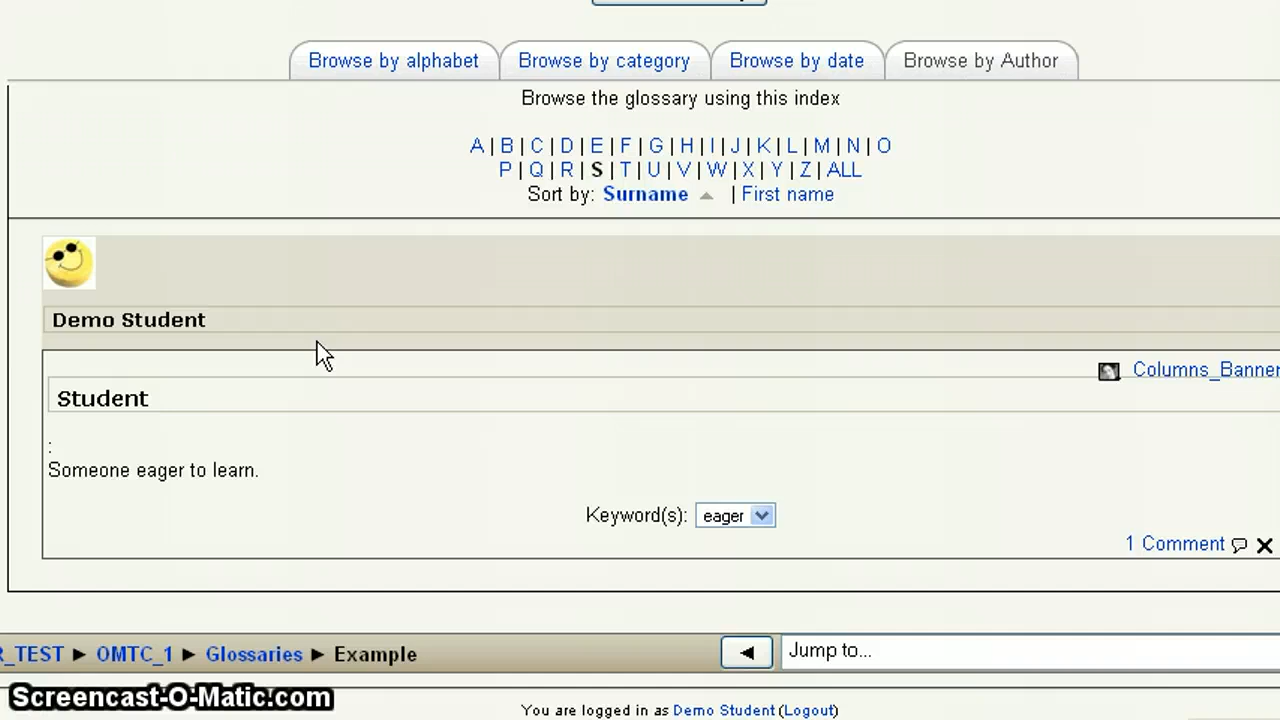 Browse by alphabet
Browse by category
Browse by date
Browse by Author
Browse the glossary using this index
A | B | C | D | E | F | G | H | I | J | K | L | M | N | O
P | Q | R | S | T | U | V | W | X | Y | Z | ALL
Sort by: Surname | First name
Demo Student
Columns_Banner
Student
:
Someone eager to learn.
Keyword(s): eager
1 Comment
R_TEST ► OMTC_1 ► Glossaries ► Example
◄ Jump to...
Screencast-O-Matic.com
You are logged in as Demo Student (Logout)